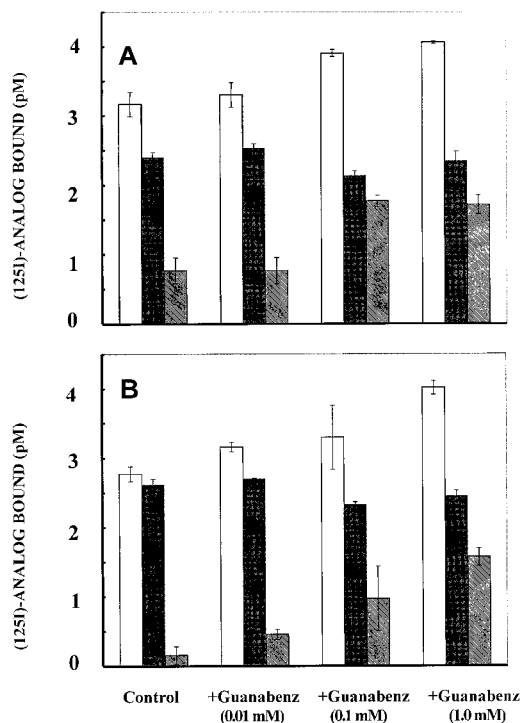 A
(125I)-ANALOG BOUND (pM)
4
3
2
1
0
B
(125I)-ANALOG BOUND (pM)
4
3
2
1
0
Control +Guanabenz +Guanabenz +Guanabenz
(0.01 mM) (0.1 mM) (1.0 mM)